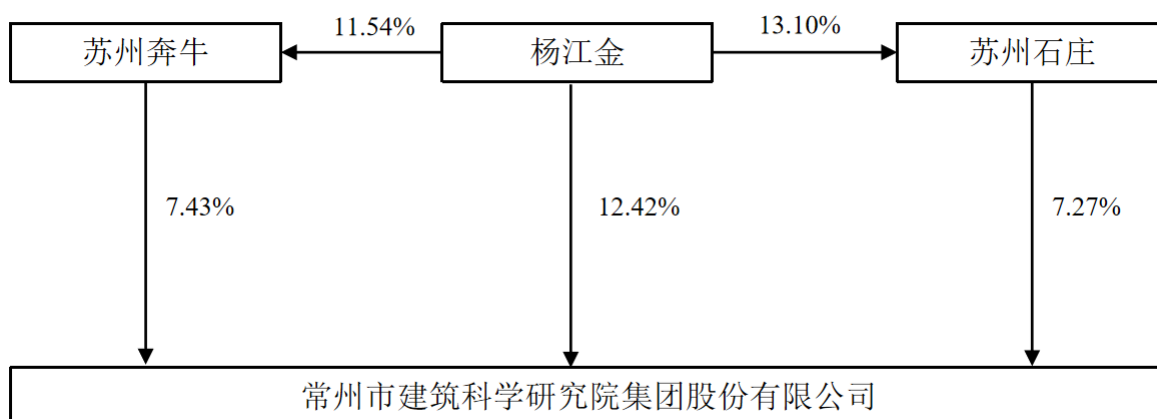 11.54%
13.10%
苏州奔牛
杨江金
苏州石庄
7.43%
12.42%
7.27%
常州市建筑科学研究院集团股份有限公司